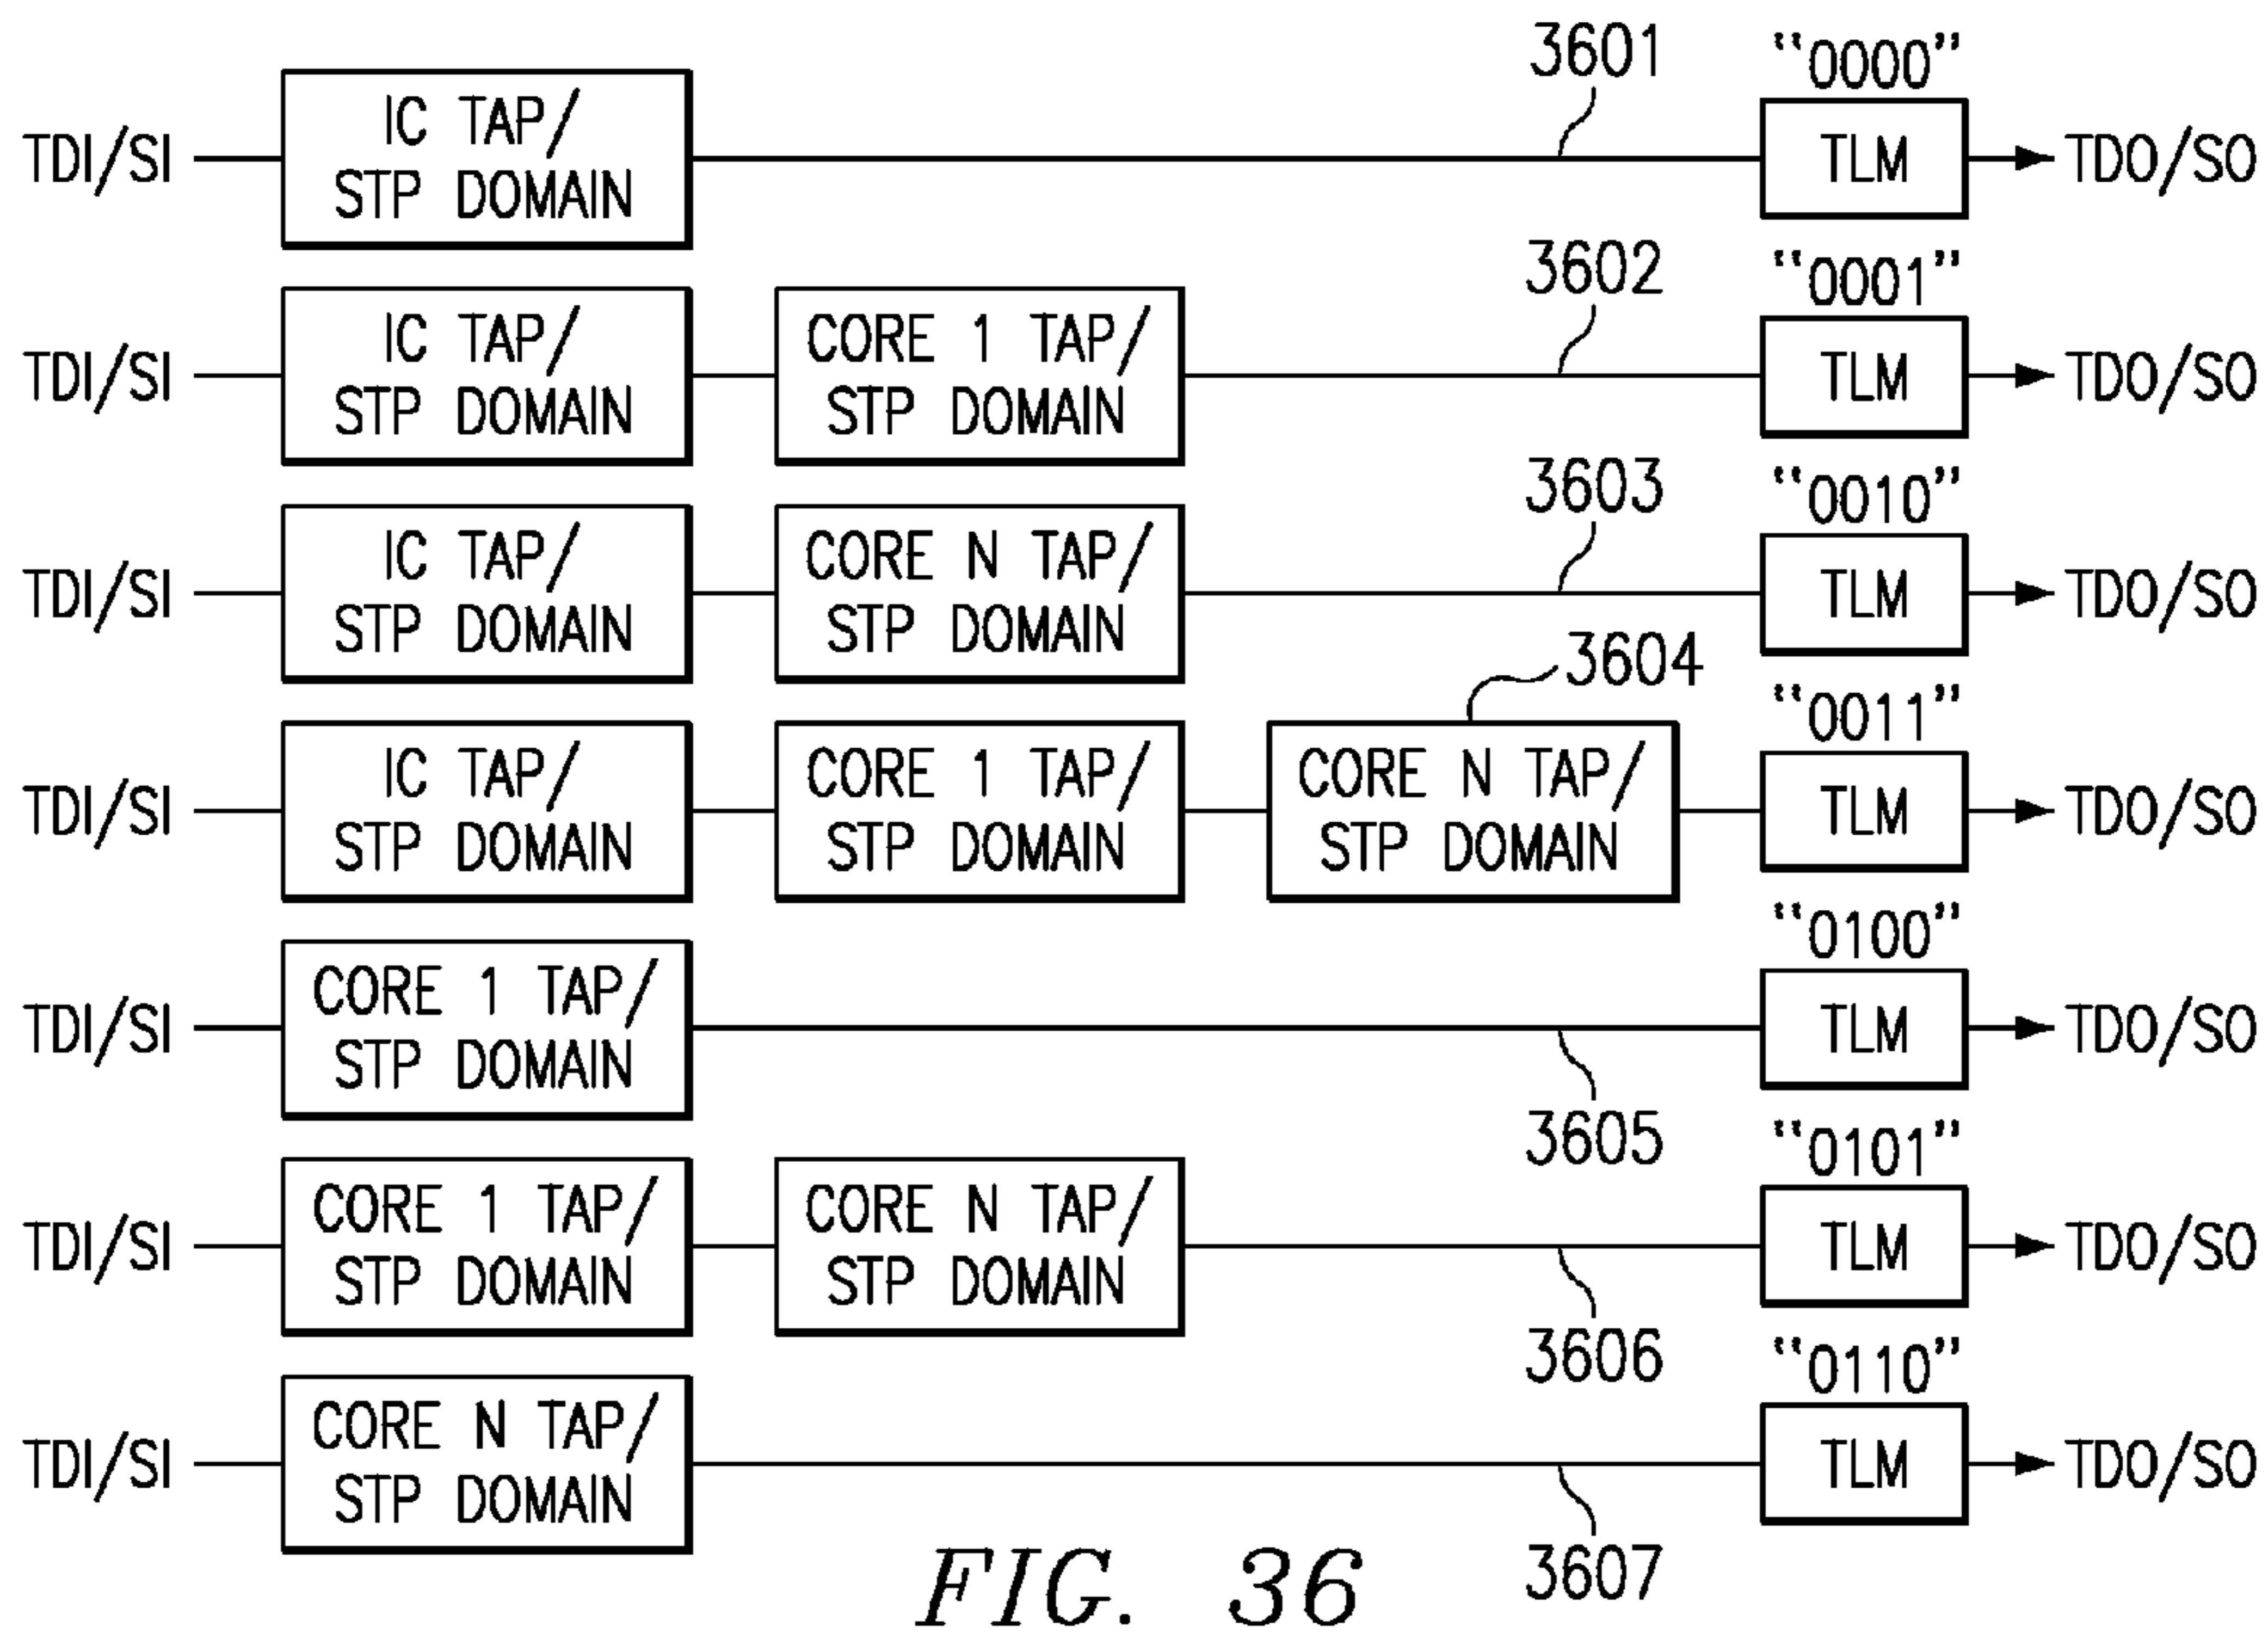 3601 “0000”
TDI/SI IC TAP/ STP DOMAIN TLM TDO/SO
3602 “0001”
TDI/SI IC TAP/ STP DOMAIN CORE 1 TAP/ STP DOMAIN TLM TDO/SO
3603 “0010”
TDI/SI IC TAP/ STP DOMAIN CORE N TAP/ STP DOMAIN TLM TDO/SO
3604 “0011”
TDI/SI IC TAP/ STP DOMAIN CORE 1 TAP/ STP DOMAIN CORE N TAP/ STP DOMAIN TLM TDO/SO
“0100”
TDI/SI CORE 1 TAP/ STP DOMAIN TLM TDO/SO
3605 “0101”
TDI/SI CORE 1 TAP/ STP DOMAIN CORE N TAP/ STP DOMAIN TLM TDO/SO
3606 “0110”
TDI/SI CORE N TAP/ STP DOMAIN TLM TDO/SO
3607
FIG. 36